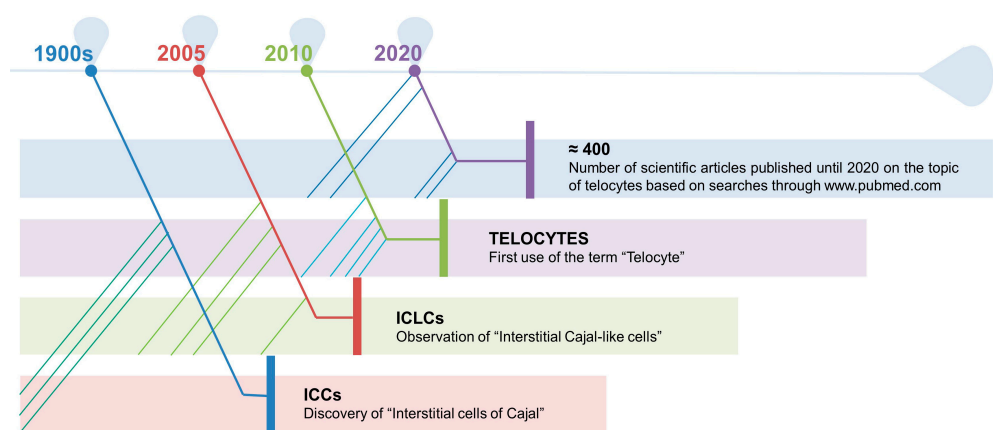 1900s
2005
2010
2020
≈ 400
Number of scientific articles published until 2020 on the topic
of telocytes based on searches through www.pubmed.com
TELOCYTES
First use of the term “Telocyte”
ICLCs
Observation of “Interstitial Cajal-like cells”
ICCs
Discovery of “Interstitial cells of Cajal”